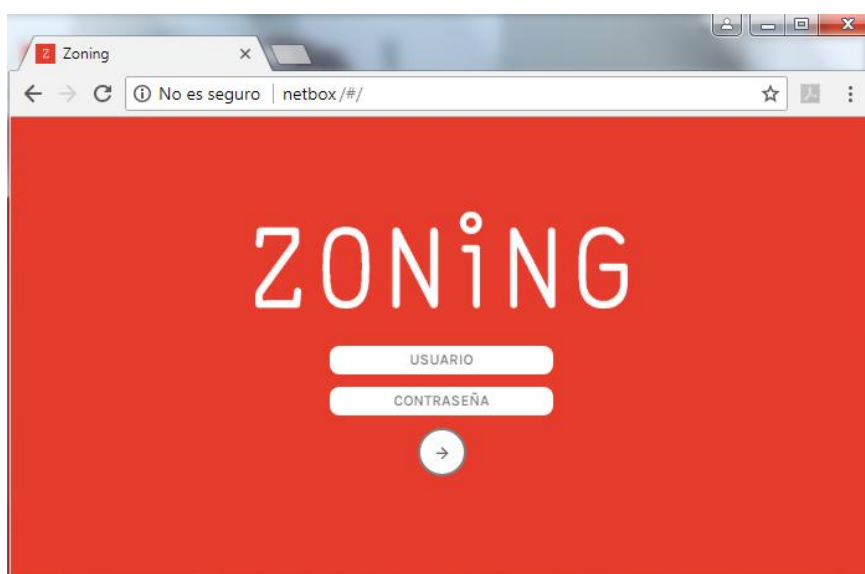 Z Zoning
No es seguro netbox/#/
ZONiNG
USUARIO
CONTRASEÑA